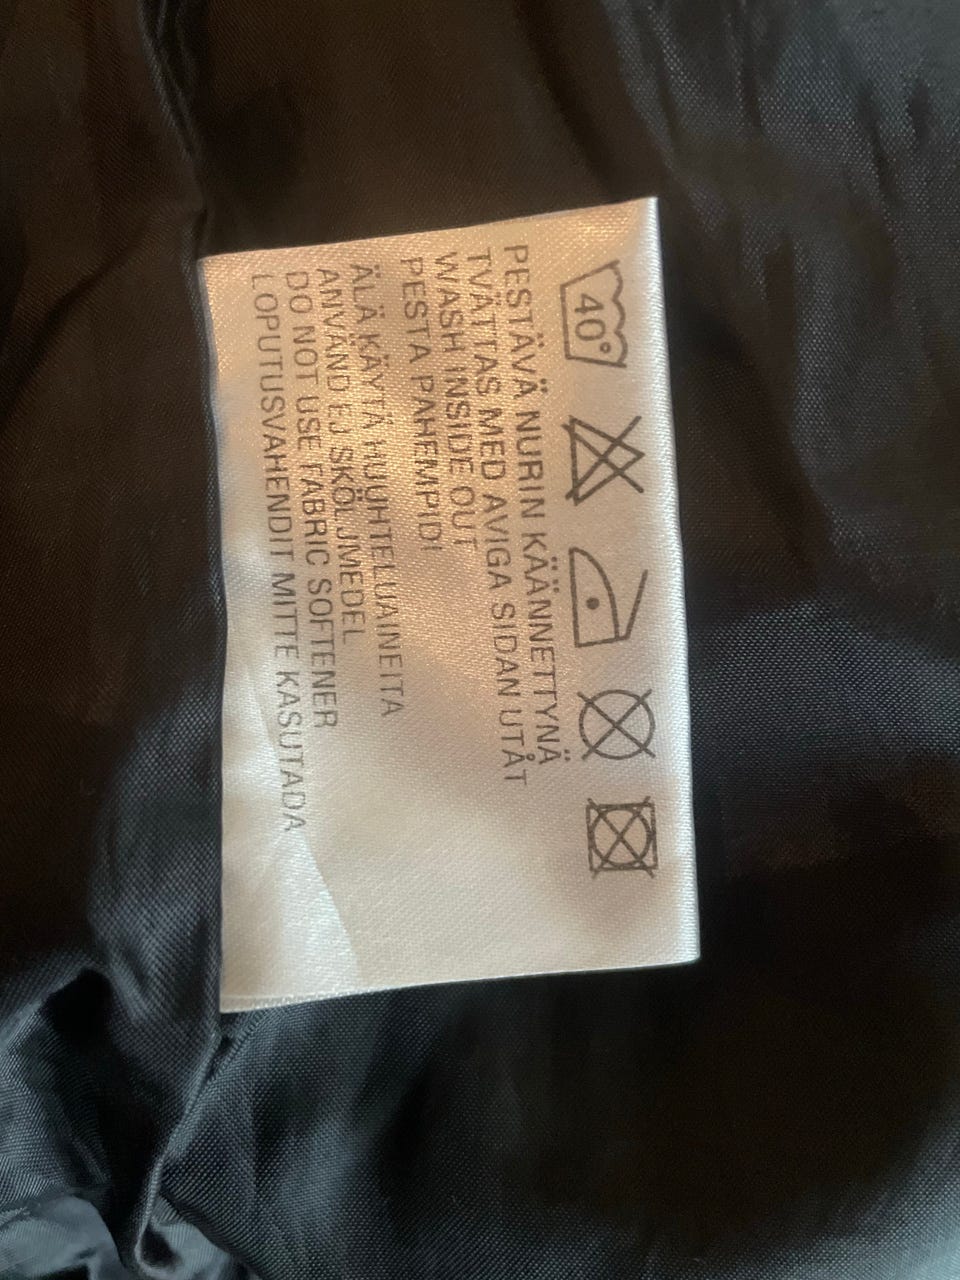 40°
PESTÄVÄ NURIN KÄÄNNETTYNÄ
TVÄTTAS MED AVIGA SIDAN UTÅT
WASH INSIDE OUT
PESTA PAHEMPIDI
ÄLÄ KÄYTÄ HUUHTELUAINEITA
ANVÄND EJ SKÖLJMEDEL
DO NOT USE FABRIC SOFTENER
LOPUTUSVAHENDIT MITTE KASUTADA